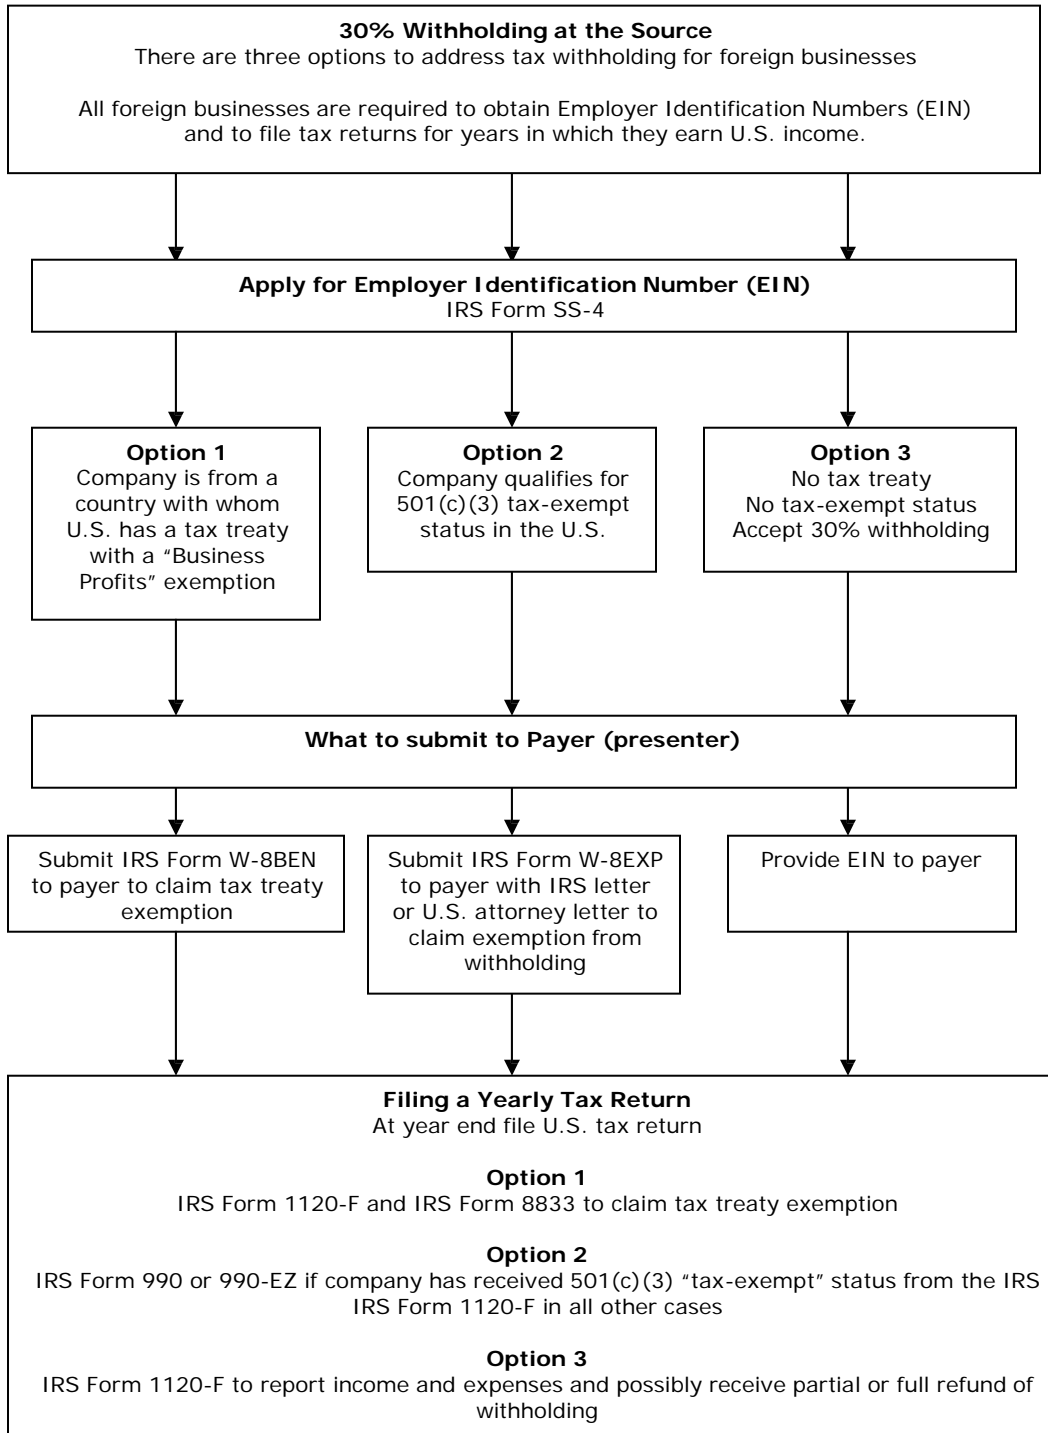 30% Withholding at the Source
There are three options to address tax withholding for foreign businesses
All foreign businesses are required to obtain Employer Identification Numbers (EIN)
and to file tax returns for years in which they earn U.S. income.
Apply for Employer Identification Number (EIN)
IRS Form SS-4
Option 1
Company is from a
country with whom
U.S. has a tax treaty
with a “Business
Profits” exemption
Option 2
Company qualifies for
501(c)(3) tax-exempt
status in the U.S.
Option 3
No tax treaty
No tax-exempt status
Accept 30% withholding
What to submit to Payer (presenter)
Submit IRS Form W-8BEN
to payer to claim tax treaty
exemption
Submit IRS Form W-8EXP
to payer with IRS letter
or U.S. attorney letter to
claim exemption from
withholding
Provide EIN to payer
Filing a Yearly Tax Return
At year end file U.S. tax return
Option 1
IRS Form 1120-F and IRS Form 8833 to claim tax treaty exemption
Option 2
IRS Form 990 or 990-EZ if company has received 501(c)(3) “tax-exempt” status from the IRS
IRS Form 1120-F in all other cases
Option 3
IRS Form 1120-F to report income and expenses and possibly receive partial or full refund of
withholding